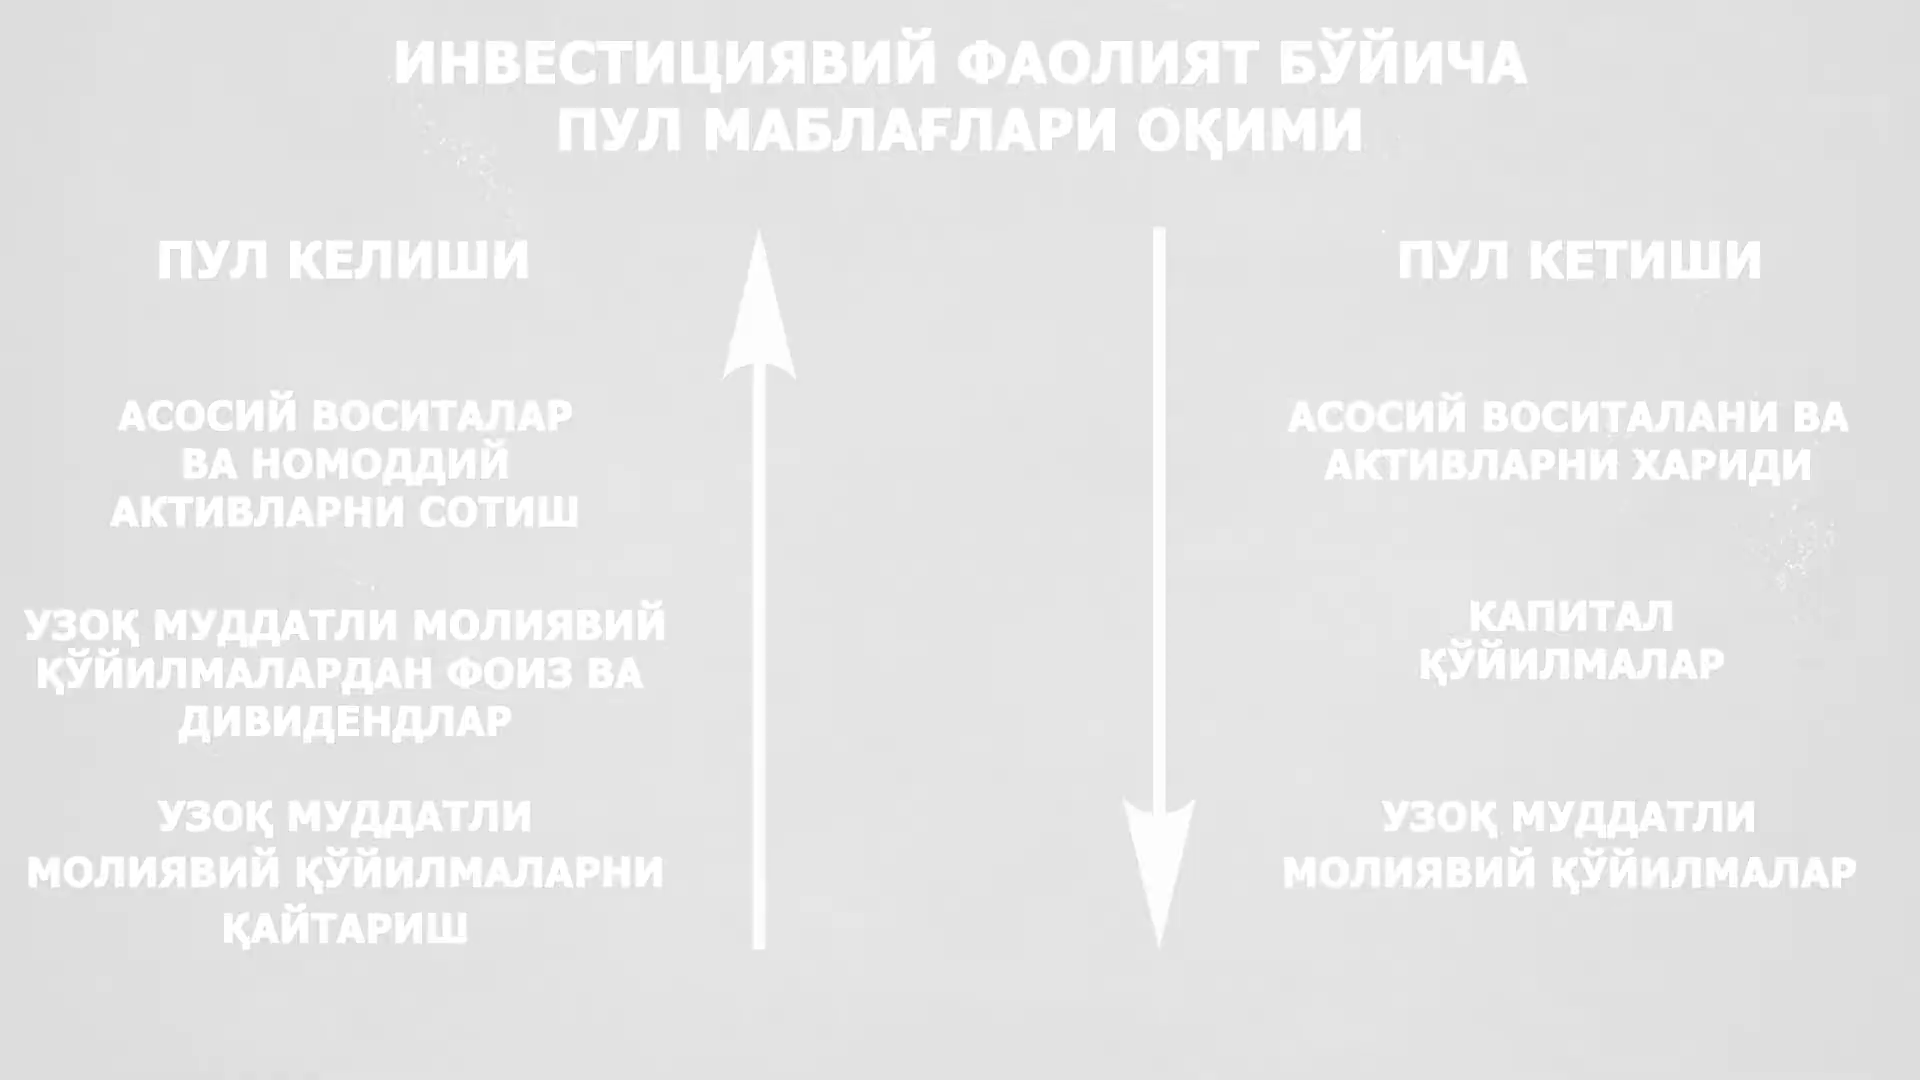 ИНВЕСТИЦИЯВИЙ ФАОЛИЯТ БЎЙИЧА
ПУЛ МАБЛАҒЛАРИ ОҚИМИ
ПУЛ КЕЛИШИ
АСОСИЙ ВОСИТАЛАР
ВА НОМОДДИЙ
АКТИВЛАРНИ СОТИШ
УЗОҚ МУДДАТЛИ МОЛИЯВИЙ
ҚЎЙИЛМАЛАРДАН ФОИЗ ВА
ДИВИДЕНДЛАР
УЗОҚ МУДДАТЛИ
МОЛИЯВИЙ ҚЎЙИЛМАЛАРНИ
ҚАЙТАРИШ
ПУЛ КЕТИШИ
АСОСИЙ ВОСИТАЛАНИ ВА
АКТИВЛАРНИ ХАРИДИ
КАПИТАЛ
ҚЎЙИЛМАЛАР
УЗОҚ МУДДАТЛИ
МОЛИЯВИЙ ҚЎЙИЛМАЛАР